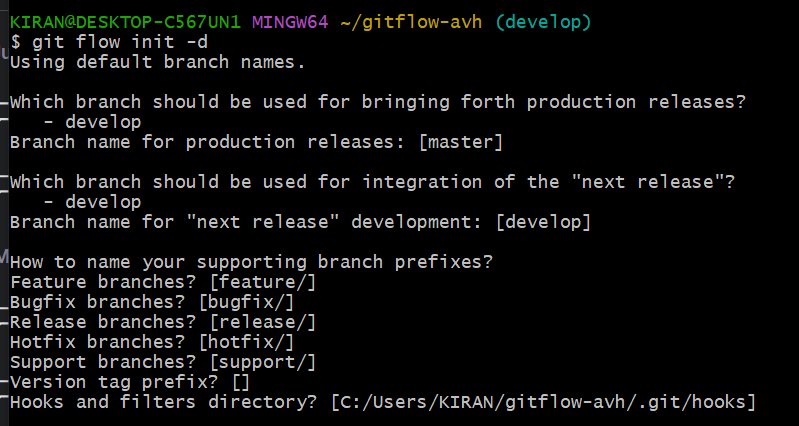 KIRAN@DESKTOP-C567UN1 MINGW64 ~/gitflow-avh (develop)
$ git flow init -d
Using default branch names.

Which branch should be used for bringing forth production releases?
   - develop
Branch name for production releases: [master]

Which branch should be used for integration of the "next release"?
   - develop
Branch name for "next release" development: [develop]

How to name your supporting branch prefixes?
Feature branches? [feature/]
Bugfix branches? [bugfix/]
Release branches? [release/]
Hotfix branches? [hotfix/]
Support branches? [support/]
Version tag prefix? []
Hooks and filters directory? [C:/Users/KIRAN/gitflow-avh/.git/hooks]